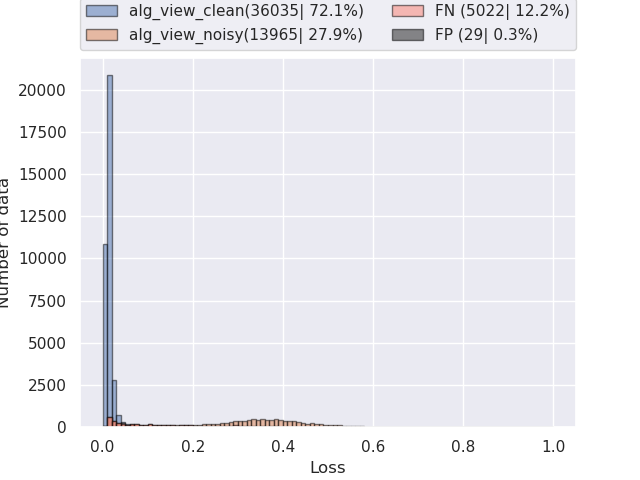 alg_view_clean(36035| 72.1%)
FN (5022| 12.2%)
alg_view_noisy(13965| 27.9%)
FP (29| 0.3%)
20000
17500
15000
12500
10000
7500
5000
2500
0
Number of data
0.0 0.2 0.4 0.6 0.8 1.0
Loss